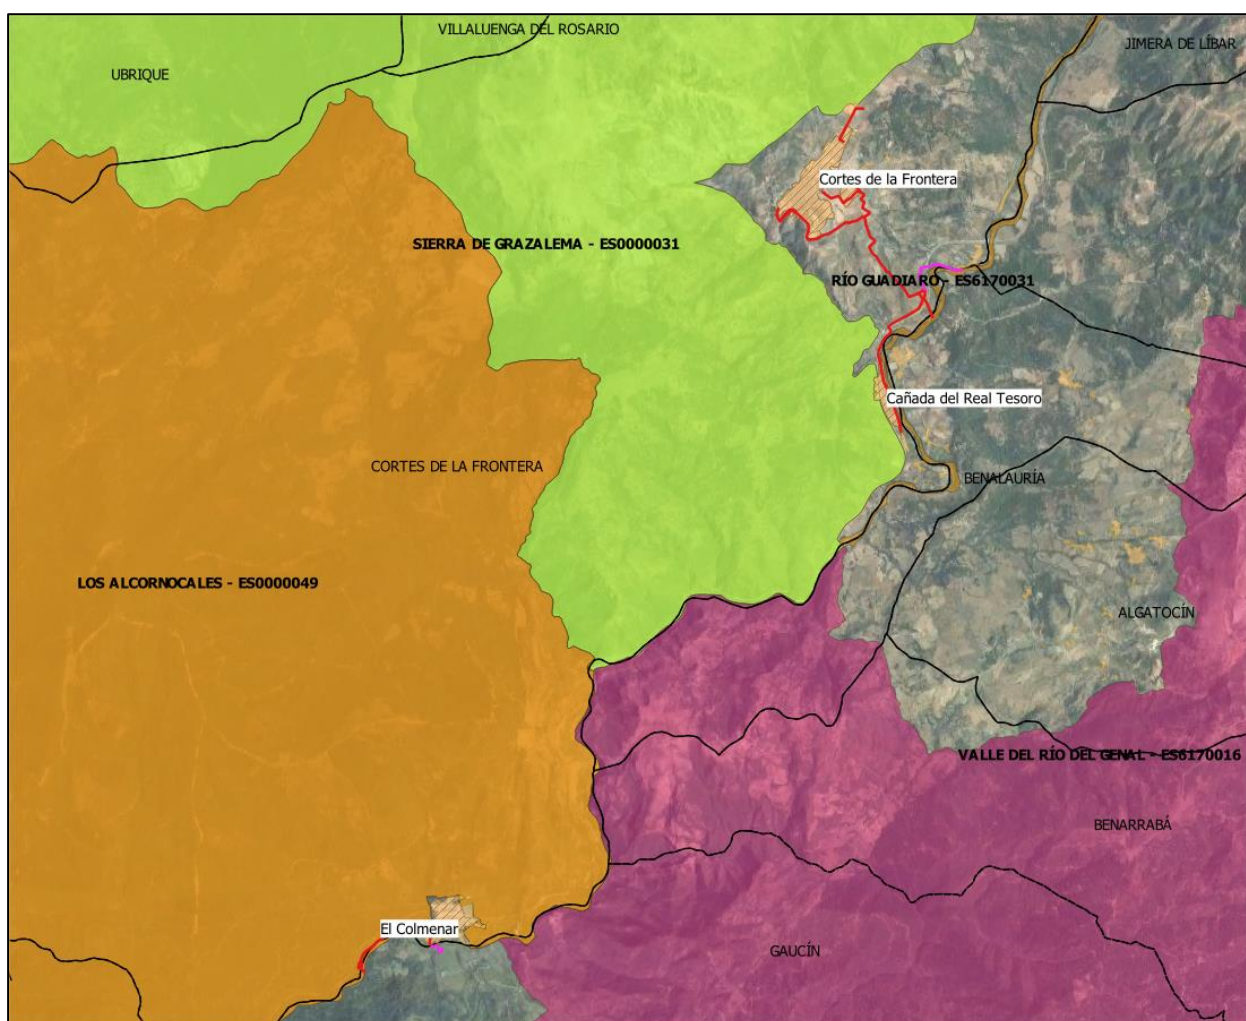 VILLALUENGA DEL ROSARIO
JIMERA DE LÍBAR
UBRIQUE
Cortes de la Frontera
SIERRA DE GRAZALEMA - ES0000031
RÍO GUADIARO - ES6170031
Cañada del Real Tesoro
CORTES DE LA FRONTERA
BENALAURÍA
LOS ALCORNOCALES - ES0000049
ALGATOCÍN
VALLE DEL RÍO DEL GENAL - ES6170016
BENARRABÁ
El Colmenar
GAUCÍN